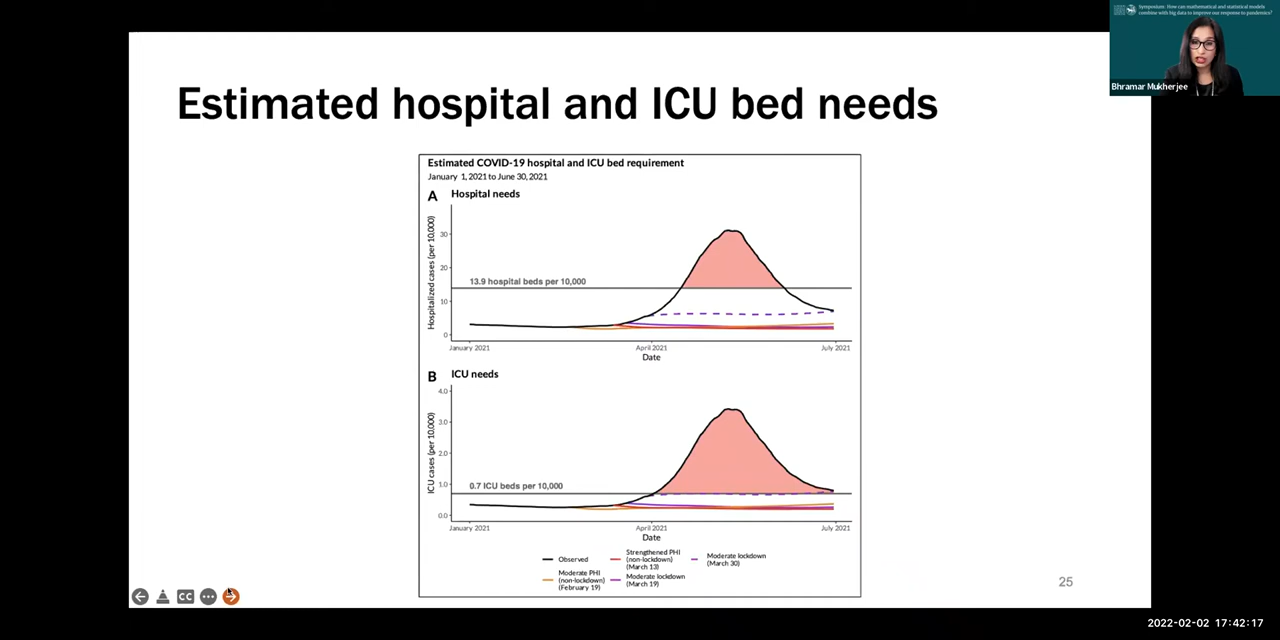 Symposium: How can mathematical and statistical models
combine with big data to improve our response to pandemics?
Bhramar Mukherjee
Estimated hospital and ICU bed needs
Estimated COVID-19 hospital and ICU bed requirement
January 1, 2021 to June 30, 2021
A Hospital needs
Hospitalized cases (per 10,000)
30
20
10
0
13.9 hospital beds per 10,000
January 2021 April 2021 July 2021
Date
B ICU needs
ICU cases (per 10,000)
4.0
3.0
2.0
1.0
0.0
0.7 ICU beds per 10,000
January 2021 April 2021 July 2021
Date
Observed
Moderate PHI
(non-lockdown)
(February 19)
Strengthened PHI
(non-lockdown)
(March 13)
Moderate lockdown
(March 19)
Moderate lockdown
(March 30)
25
CC
2022-02-02 17:42:17